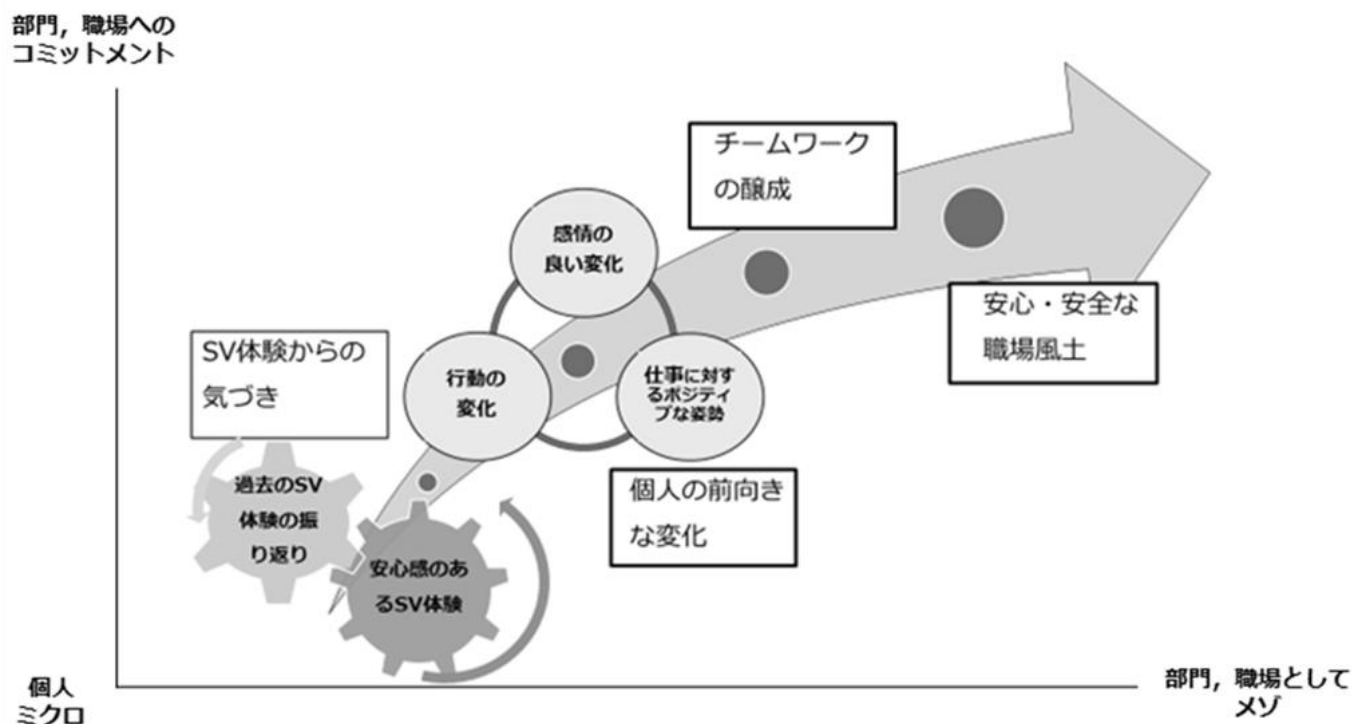 部門，職場への
コミットメント
チームワーク
の醸成
感情の
良い変化
安心・安全な
職場風土
SV体験からの
気づき
行動の
変化
仕事に対す
るポジティ
ブな姿勢
過去のSV
体験の振
り返り
個人の前向き
な変化
安心感のあ
るSV体験
個人
ミクロ
部門，職場として
メゾ